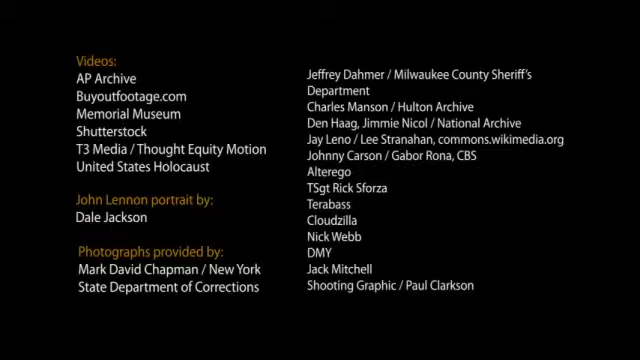 Videos:
AP Archive
Buyoutfootage.com
Memorial Museum
Shutterstock
T3 Media / Thought Equity Motion
United States Holocaust
John Lennon portrait by:
Dale Jackson
Photographs provided by:
Mark David Chapman / New York
State Department of Corrections
Jeffrey Dahmer / Milwaukee County Sheriff's
Department
Charles Manson / Hulton Archive
Den Haag, Jimmie Nicol / National Archive
Jay Leno / Lee Stranahan, commons.wikimedia.org
Johnny Carson / Gabor Rona, CBS
Alterego
TSgt Rick Sforza
Terabass
Cloudzilla
Nick Webb
DMY
Jack Mitchell
Shooting Graphic / Paul Clarkson